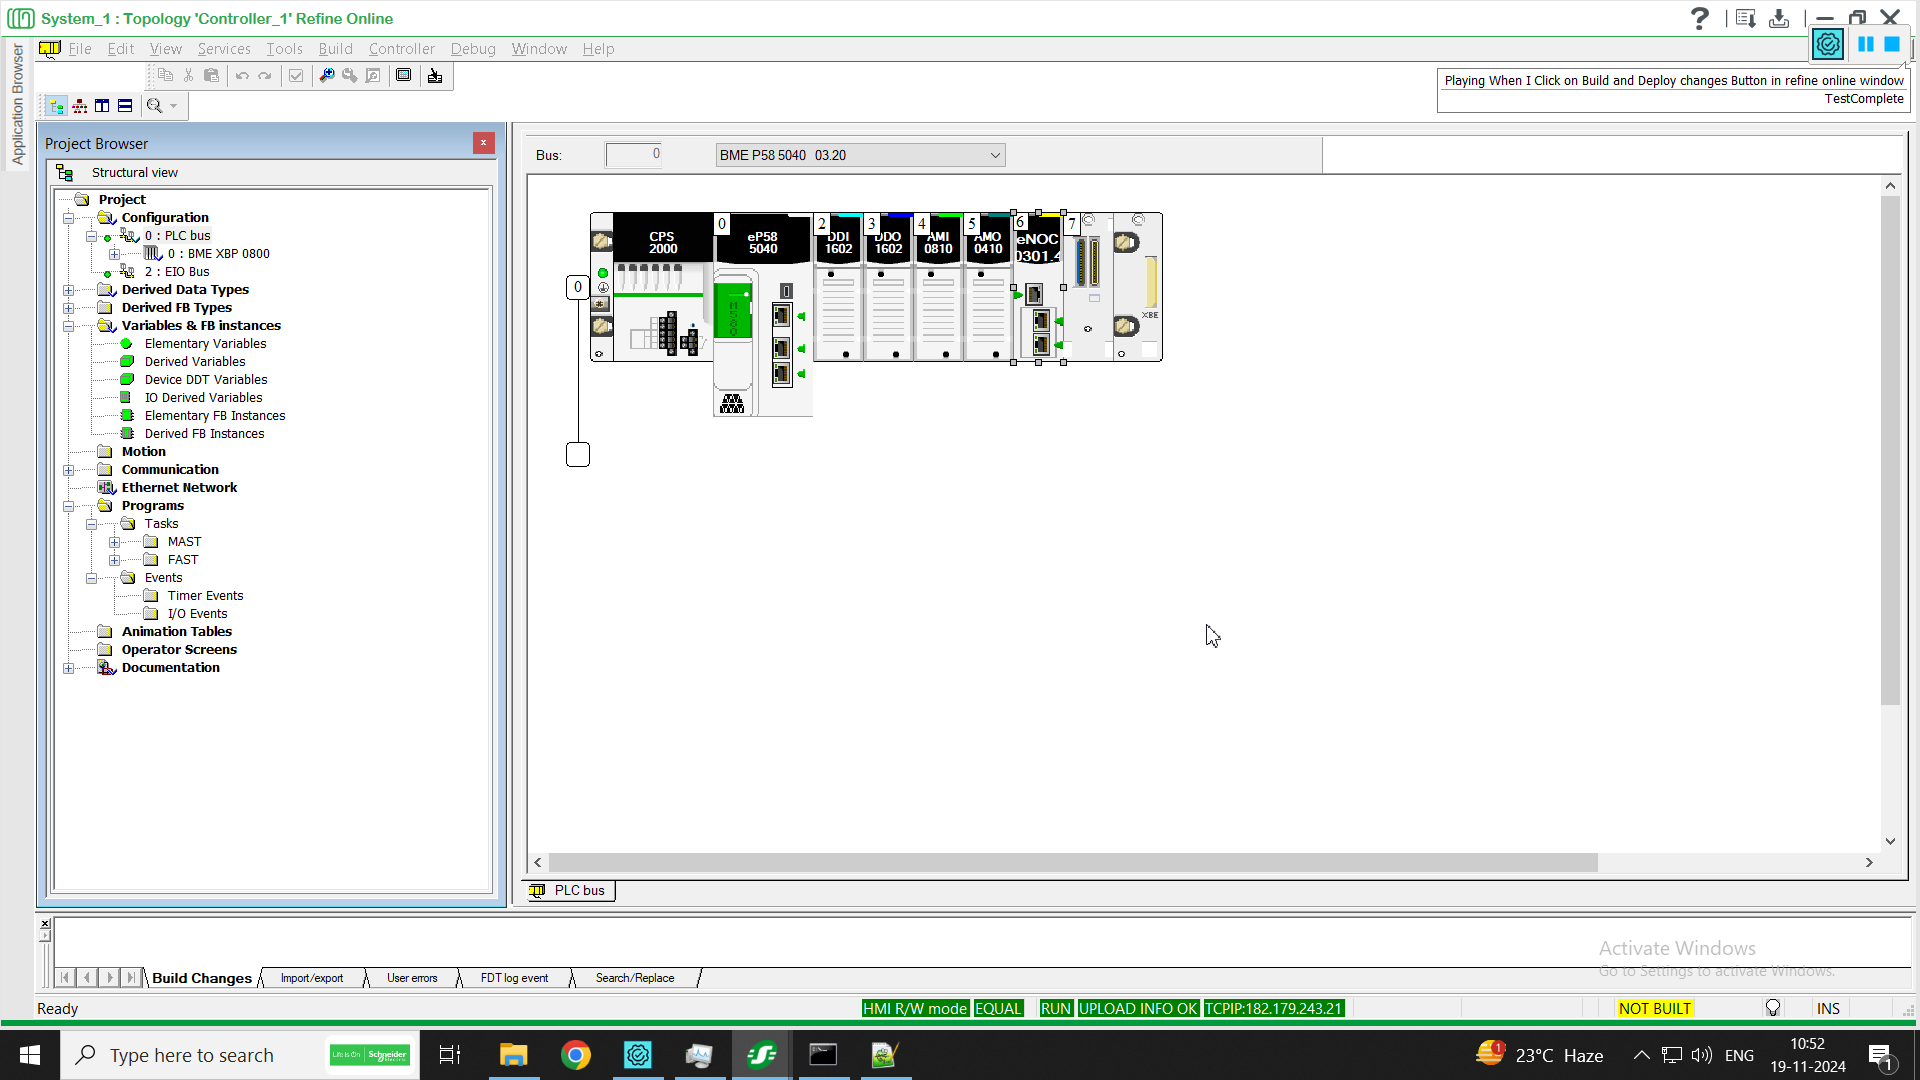 System_1 : Topology 'Controller_1' Refine Online
File Edit View Services Tools Build Controller Debug Window Help
Playing When I Click on Build and Deploy changes Button in refine online window
TestComplete
Application Browser
Project Browser
Structural view
Project
Configuration
0 : PLC bus
0 : BME XBP 0800
2 : EIO Bus
Derived Data Types
Derived FB Types
Variables & FB instances
Elementary Variables
Derived Variables
Device DDT Variables
IO Derived Variables
Elementary FB Instances
Derived FB Instances
Motion
Communication
Ethernet Network
Programs
Tasks
MAST
FAST
Events
Timer Events
I/O Events
Animation Tables
Operator Screens
Documentation
Bus: 0 BME P58 5040 03.20
0 2 3 4 5 6 7
CPS
2000
eP58
5040
DDI
1602
DDO
1602
AMI
0810
AMO
0410
eNOC
0301.4
0
M580
XBE
PLC bus
Build Changes Import/export User errors FDT log event Search/Replace
Activate Windows
Go to Settings to activate Windows.
Ready HMI R/W mode EQUAL RUN UPLOAD INFO OK TCPIP:182.179.243.21 NOT BUILT INS
Type here to search
Life Is On Schneider
1
23°C Haze
ENG
10:52
19-11-2024
1